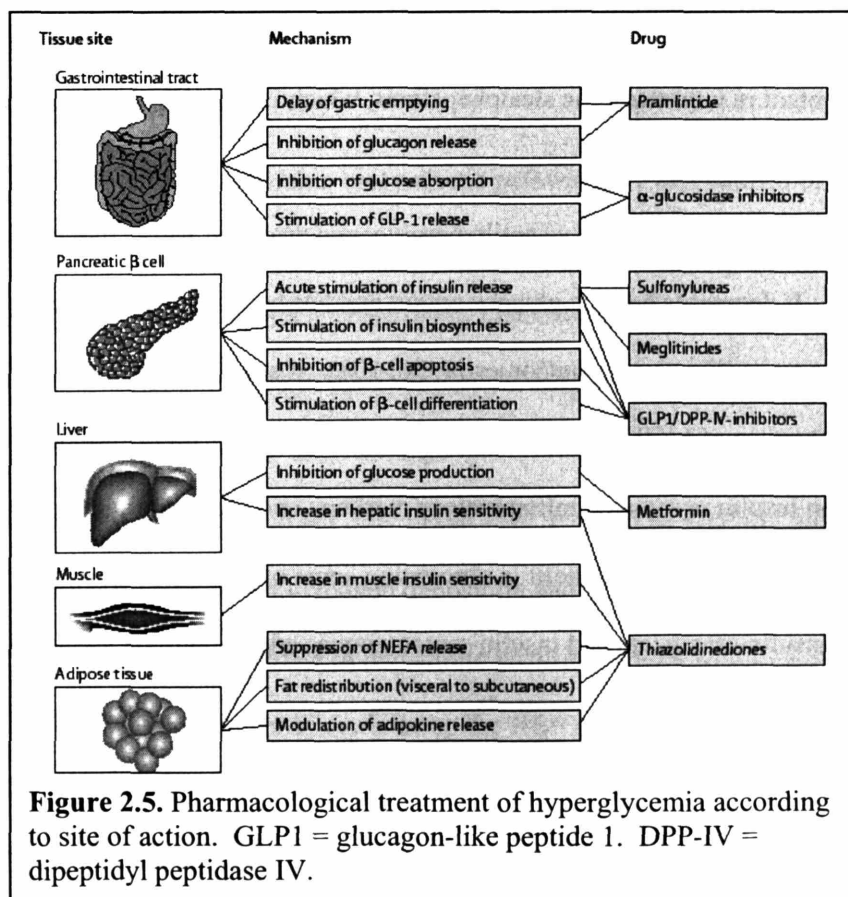 Tissue site Mechanism Drug
Gastrointestinal tract
Delay of gastric emptying Pramlinticle
Inhibition of glucagon release
Inhibition of glucose absorption α-glucosidase inhibitors
Stimulation of GLP-1 release
Pancreatic β cell
Acute stimulation of insulin release Sulfonylureas
Stimulation of insulin biosynthesis
Meglitinides
Inhibition of β-cell apoptosis
Stimulation of β-cell differentiation GLP1/DPP-IV-inhibitors
Liver
Inhibition of glucose production
Increase in hepatic insulin sensitivity Metformin
Muscle
Increase in muscle insulin sensitivity
Suppression of NEFA release Thiazolidinediones
Adipose tissue
Fat redistribution (visceral to subcutaneous)
Modulation of adipokine release
Figure 2.5. Pharmacological treatment of hyperglycemia according
to site of action. GLP1 = glucagon-like peptide 1. DPP-IV =
dipeptidyl peptidase IV.